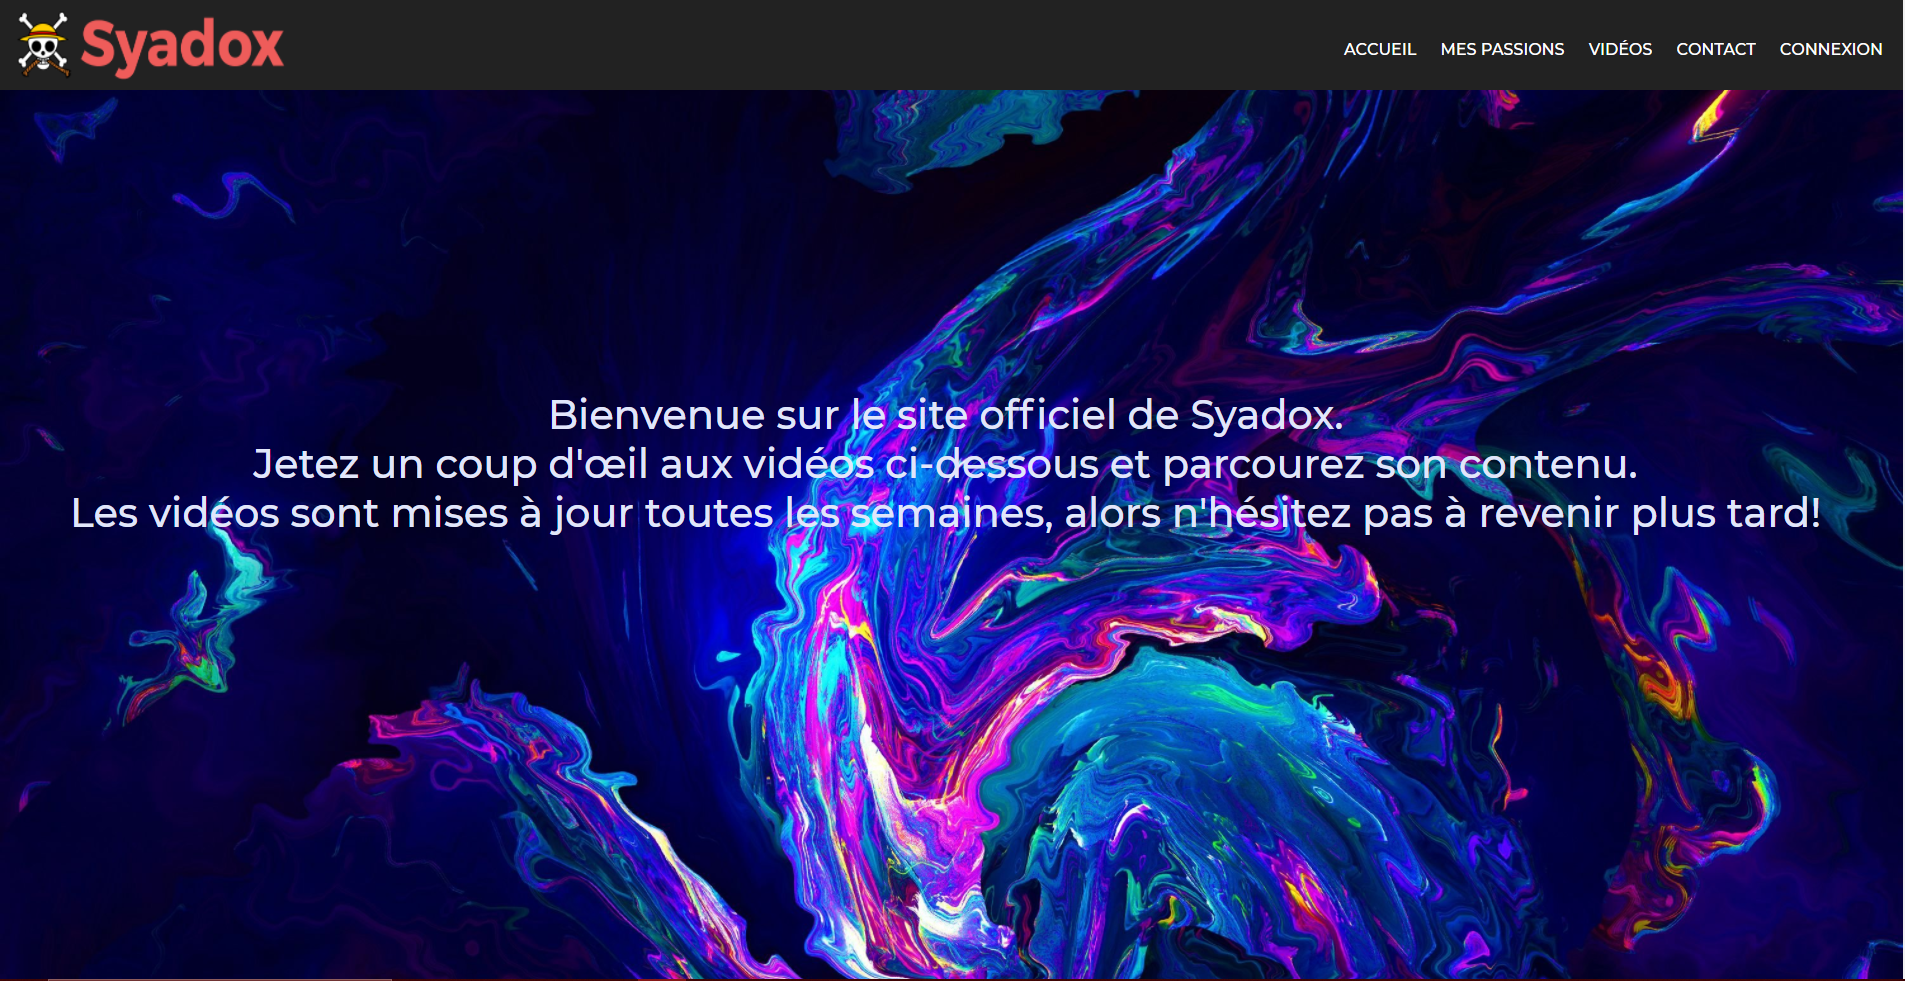 Syadox
ACCUEIL MES PASSIONS VIDÉOS CONTACT CONNEXION
Bienvenue sur le site officiel de Syadox.
Jetez un coup d'œil aux vidéos ci-dessous et parcourez son contenu.
Les vidéos sont mises à jour toutes les semaines, alors n'hésitez pas à revenir plus tard!